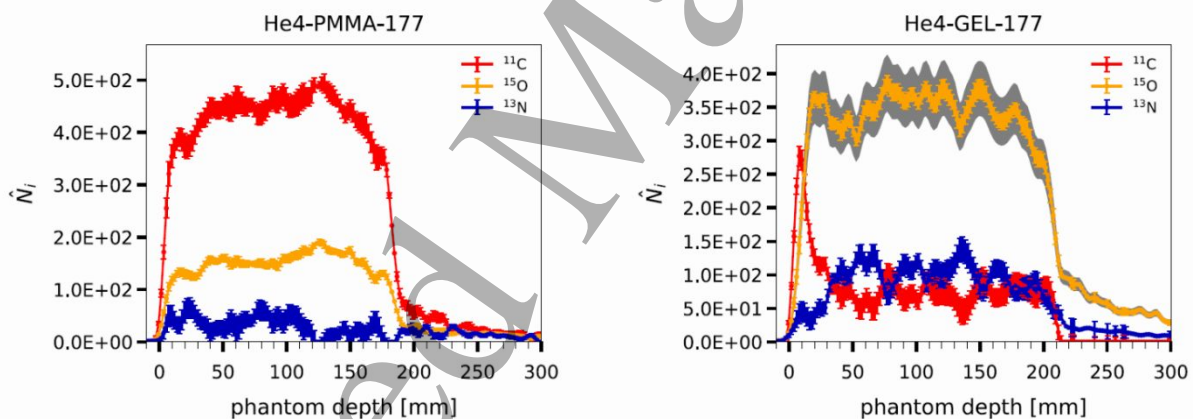 He4-PMMA-177
He4-GEL-177
5.0E+02
4.0E+02
3.0E+02
2.0E+02
1.0E+02
0.0E+00
N̂ᵢ
¹¹C
¹⁵O
¹³N
0 50 100 150 200 250 300
phantom depth [mm]
4.0E+02
3.5E+02
3.0E+02
2.5E+02
2.0E+02
1.5E+02
1.0E+02
5.0E+01
0.0E+00
N̂ᵢ
¹¹C
¹⁵O
¹³N
0 50 100 150 200 250 300
phantom depth [mm]
ed Ma